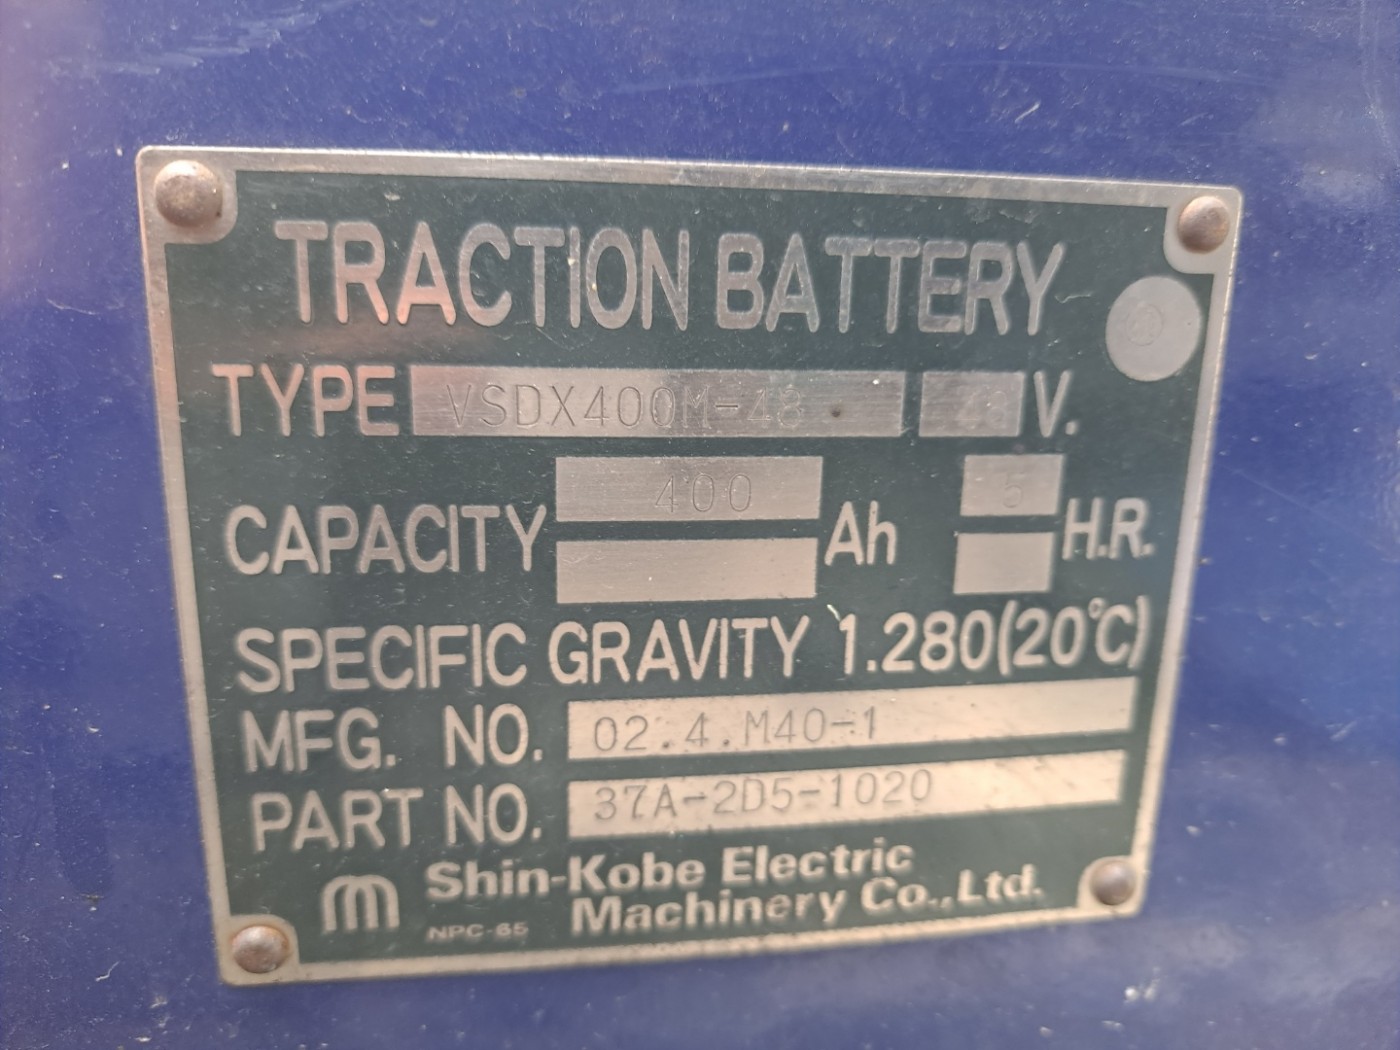 TRACTION BATTERY
TYPE VSDX400M-48 48 V.
CAPACITY 400 Ah 5 H.R.
SPECIFIC GRAVITY 1.280(20°C)
MFG. NO. 02.4.M40-1
PART NO. 37A-2D5-1020
Shin-Kobe Electric
Machinery Co., Ltd.
NPC-65